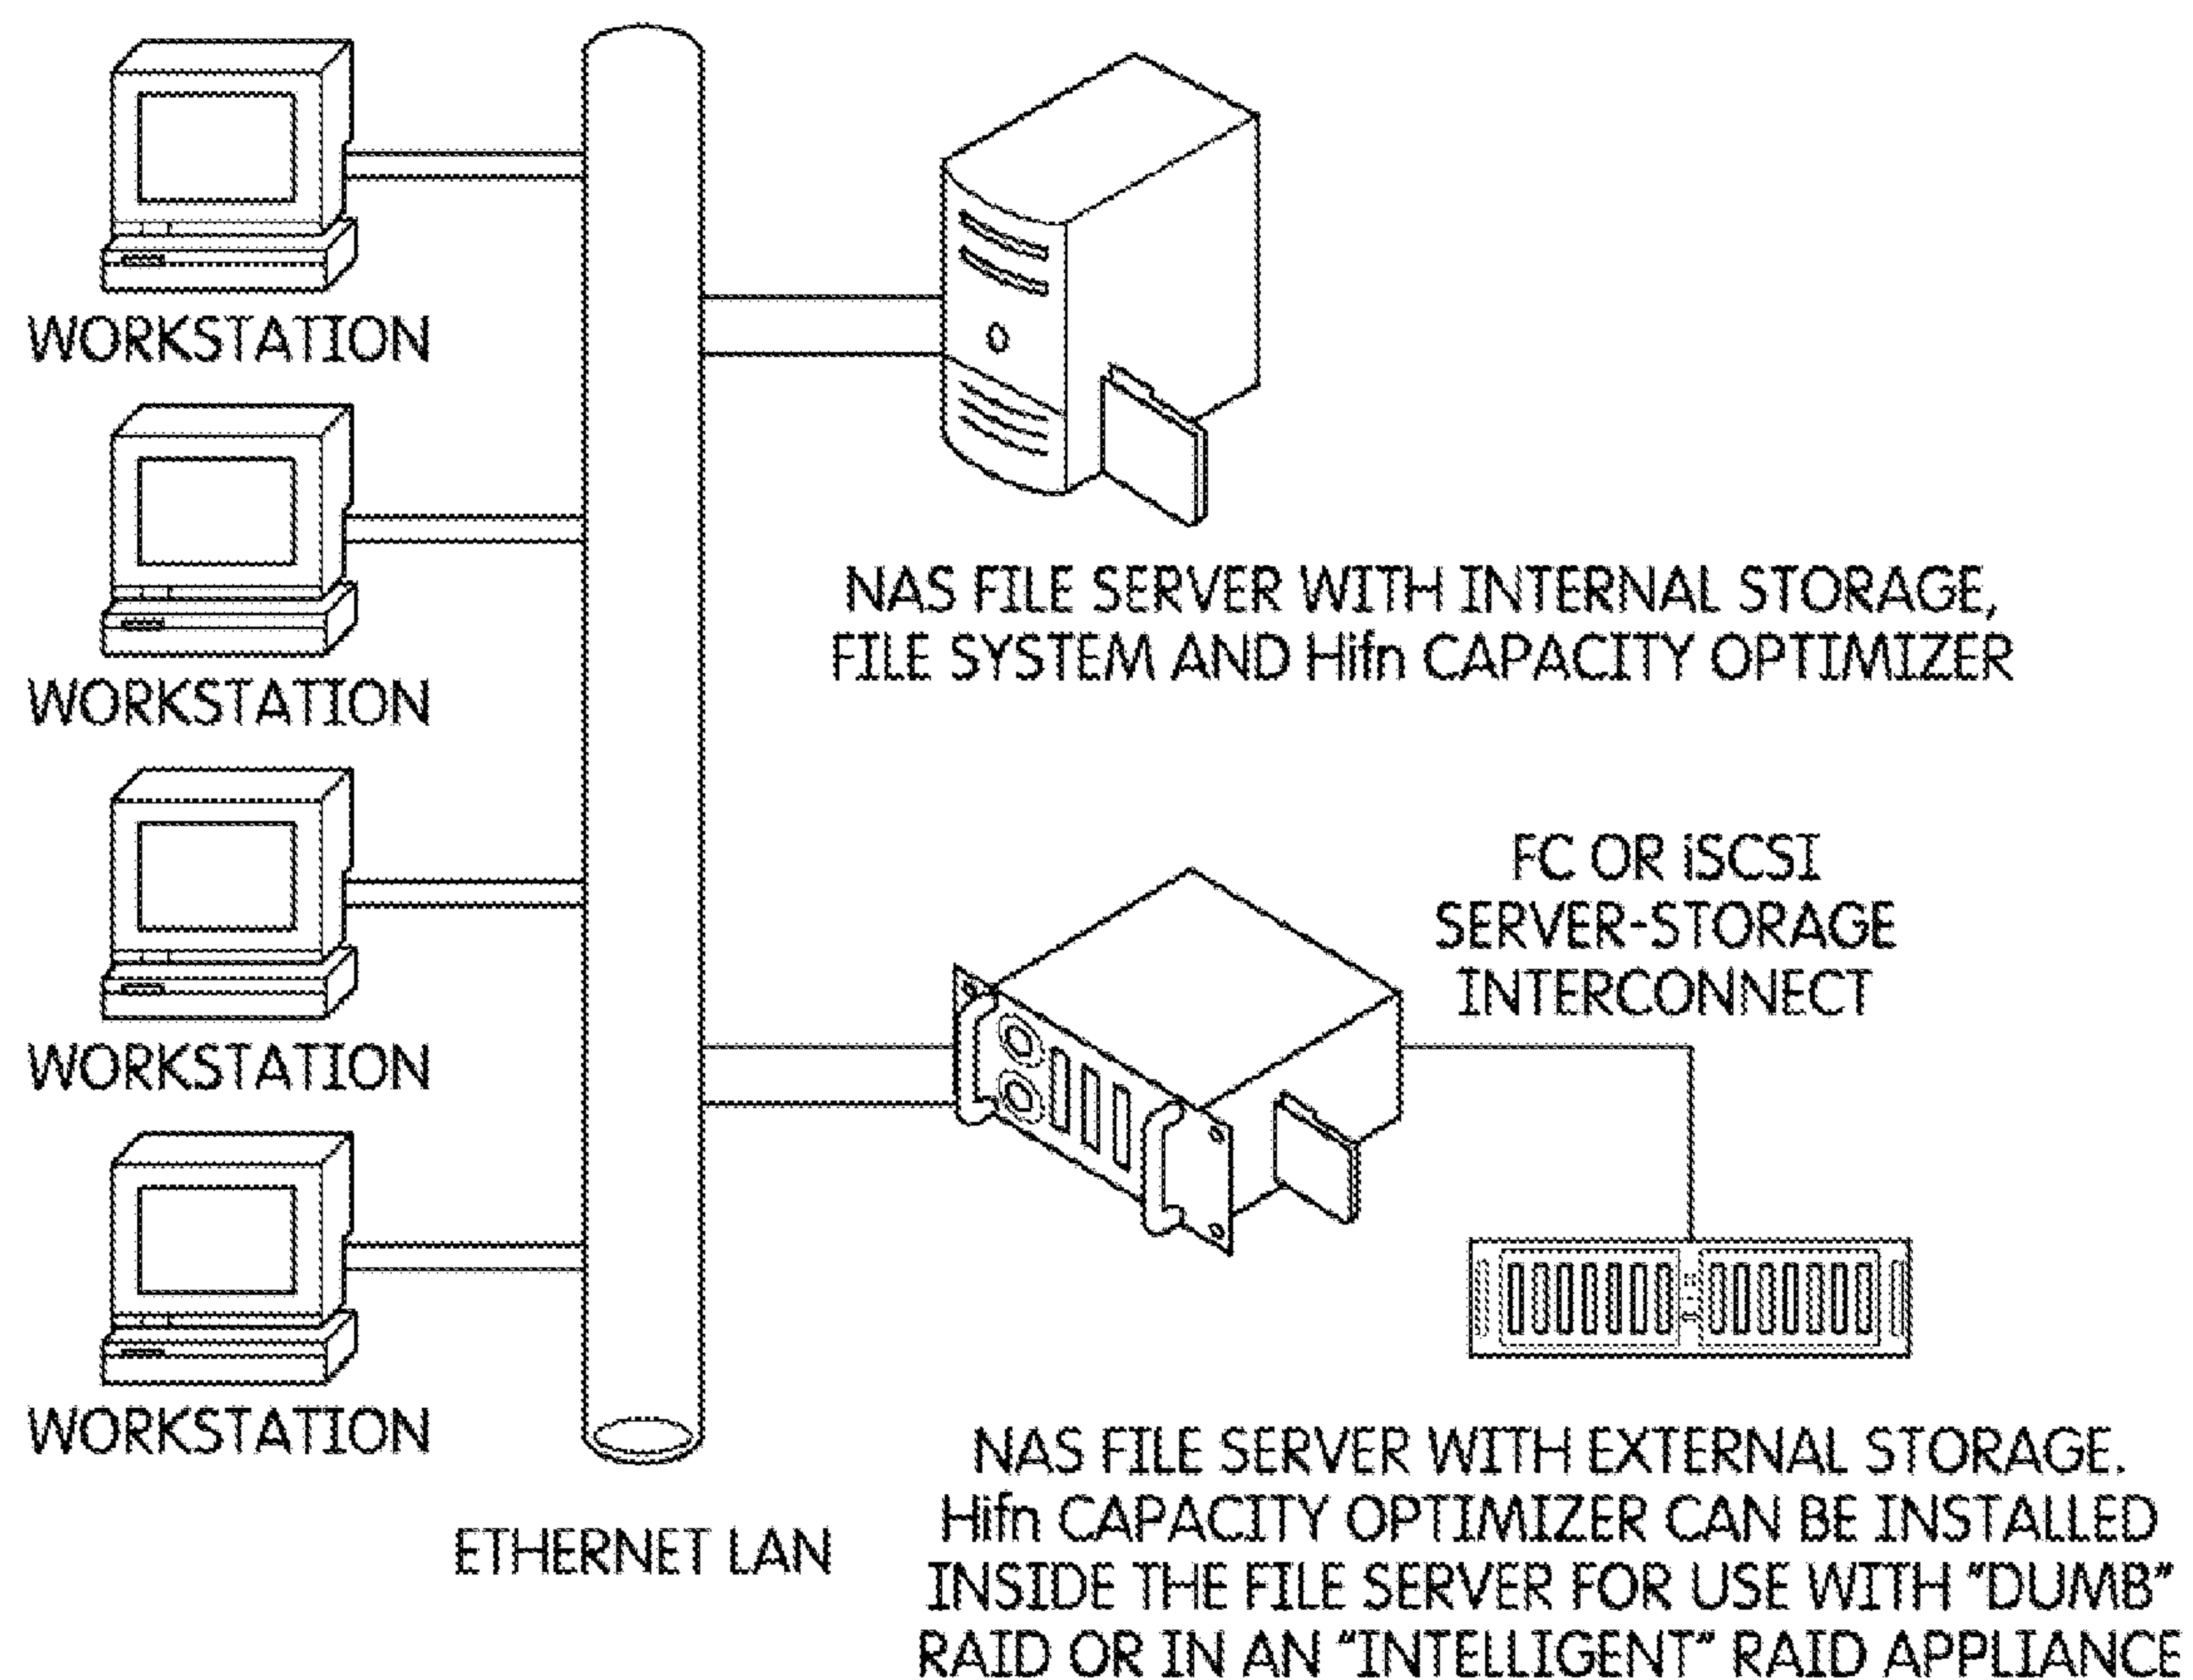 WORKSTATION
WORKSTATION
WORKSTATION
WORKSTATION
ETHERNET LAN
NAS FILE SERVER WITH INTERNAL STORAGE,
FILE SYSTEM AND Hifn CAPACITY OPTIMIZER
FC OR iSCSI
SERVER-STORAGE
INTERCONNECT
NAS FILE SERVER WITH EXTERNAL STORAGE.
Hifn CAPACITY OPTIMIZER CAN BE INSTALLED
INSIDE THE FILE SERVER FOR USE WITH "DUMB"
RAID OR IN AN "INTELLIGENT" RAID APPLIANCE